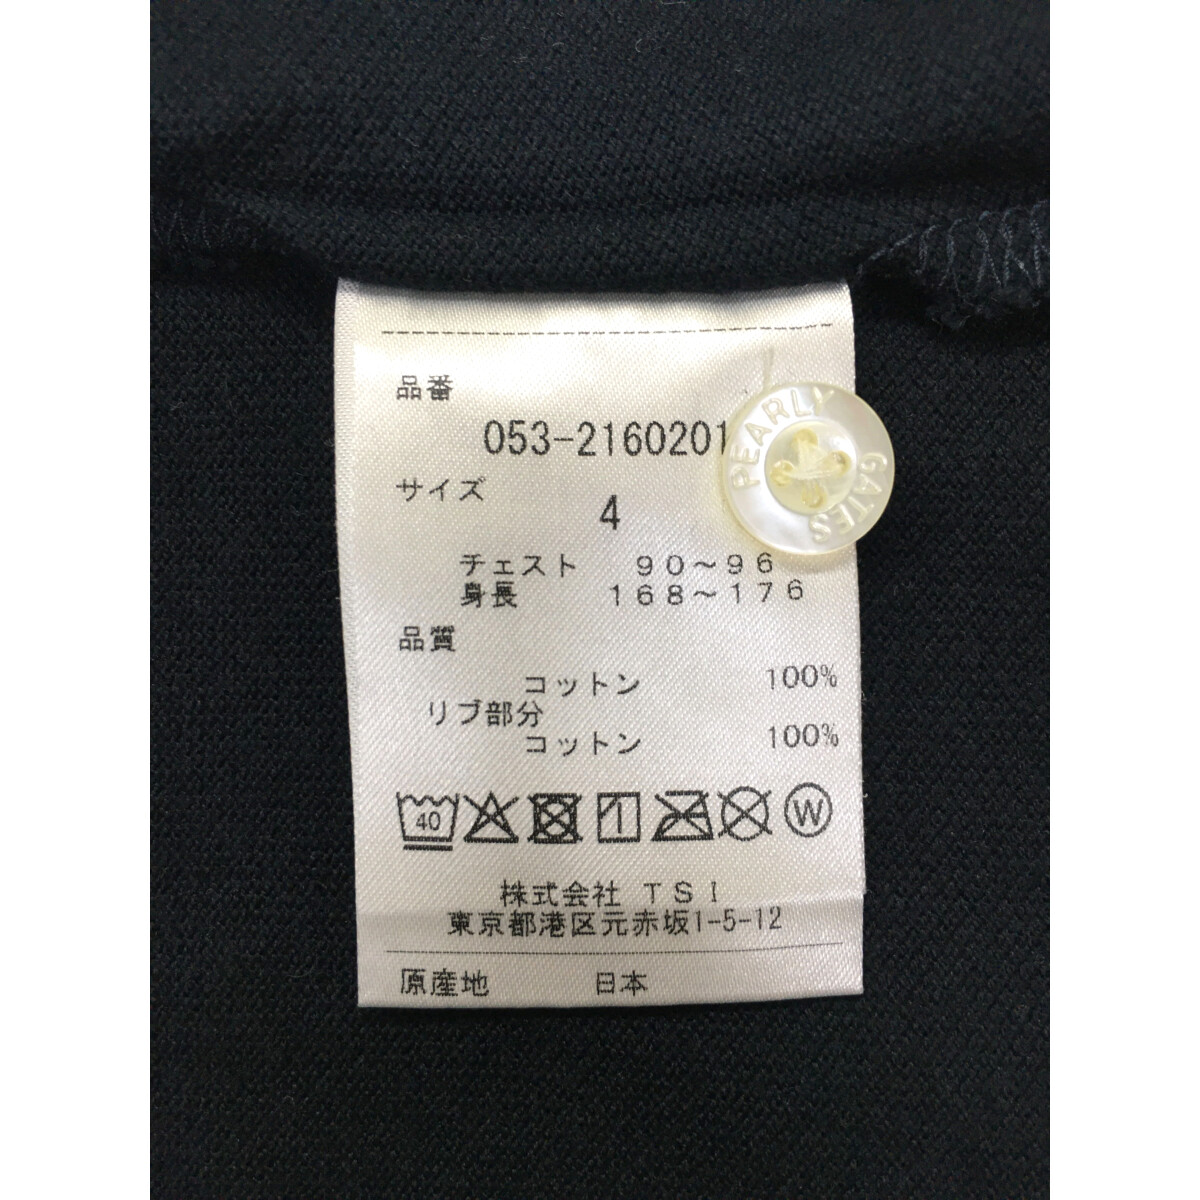 品番
053-2160201
PEARLY GATES
サイズ
4
チェスト 90～96
身長 168～176
品質
コットン 100%
リブ部分
コットン 100%
40
1
W
株式会社 TSI
東京都港区元赤坂1-5-12
原産地 日本